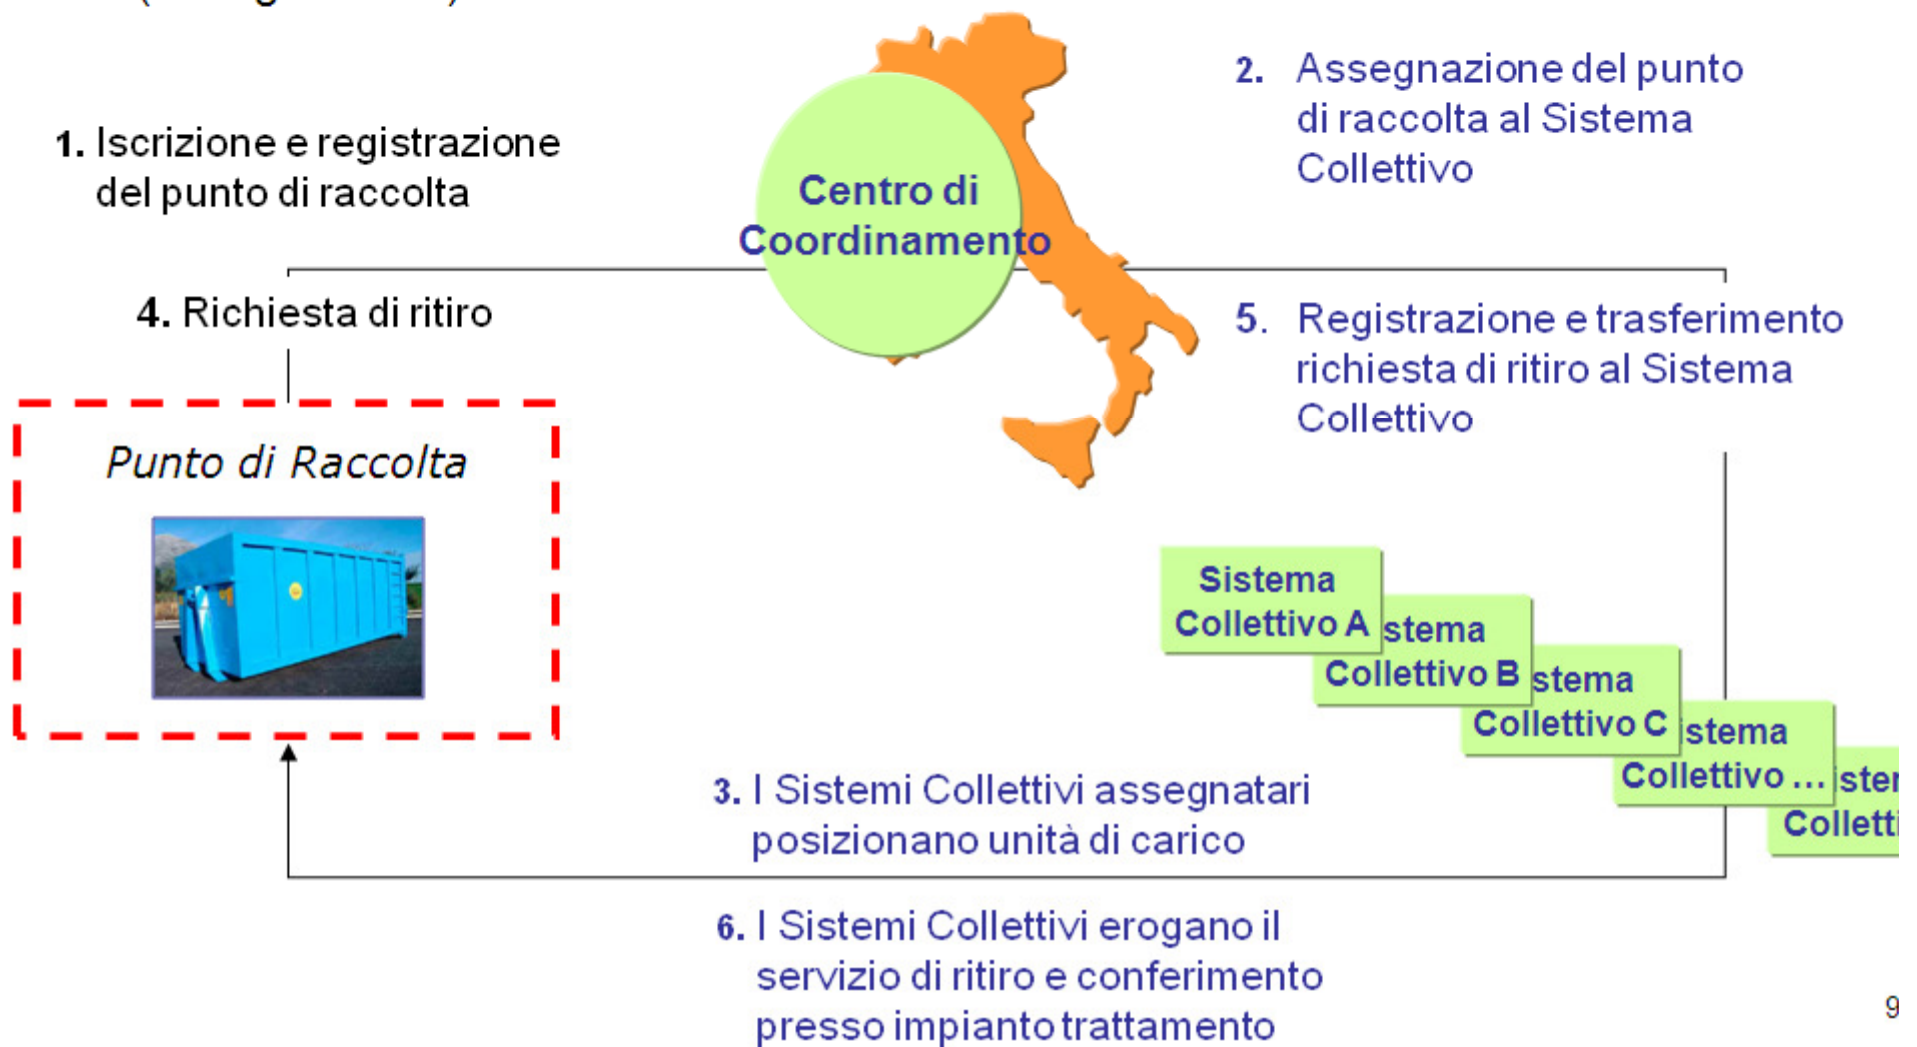 1. Iscrizione e registrazione
del punto di raccolta
Centro di
Coordinamento
2. Assegnazione del punto
di raccolta al Sistema
Collettivo
4. Richiesta di ritiro
5. Registrazione e trasferimento
richiesta di ritiro al Sistema
Collettivo
Punto di Raccolta
Sistema
Collettivo A
stema
Collettivo B
stema
Collettivo C
stema
Collettivo ...
Colletti
3. I Sistemi Collettivi assegnatari
posizionano unità di carico
6. I Sistemi Collettivi erogano il
servizio di ritiro e conferimento
presso impianto trattamento
9